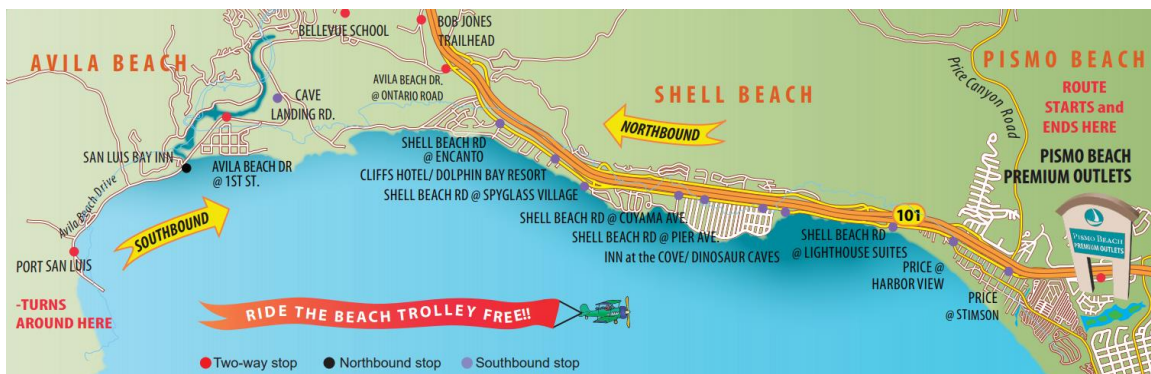 BELLEVUE SCHOOL
BOB JONES
TRAILHEAD
AVILA BEACH
AVILA BEACH DR.
@ ONTARIO ROAD
CAVE
LANDING RD.
SHELL BEACH
PISMO BEACH
Price Canyon Road
ROUTE
STARTS and
ENDS HERE
NORTHBOUND
SAN LUIS BAY INN
AVILA BEACH DR
@ 1ST ST.
SHELL BEACH RD
@ ENCANTO
CLIFFS HOTEL/ DOLPHIN BAY RESORT
SHELL BEACH RD @ SPYGLASS VILLAGE
PISMO BEACH
PREMIUM OUTLETS
Avila Beach Drive
SOUTHBOUND
SHELL BEACH RD @ CUYAMA AVE.
SHELL BEACH RD @ PIER AVE.
INN at the COVE/ DINOSAUR CAVES
SHELL BEACH RD
@ LIGHTHOUSE SUITES
101
PISMO BEACH
PREMIUM OUTLETS
PORT SAN LUIS
PRICE @
HARBOR VIEW
PRICE
@ STIMSON
-TURNS
AROUND HERE
RIDE THE BEACH TROLLEY FREE!!
Two-way stop
Northbound stop
Southbound stop